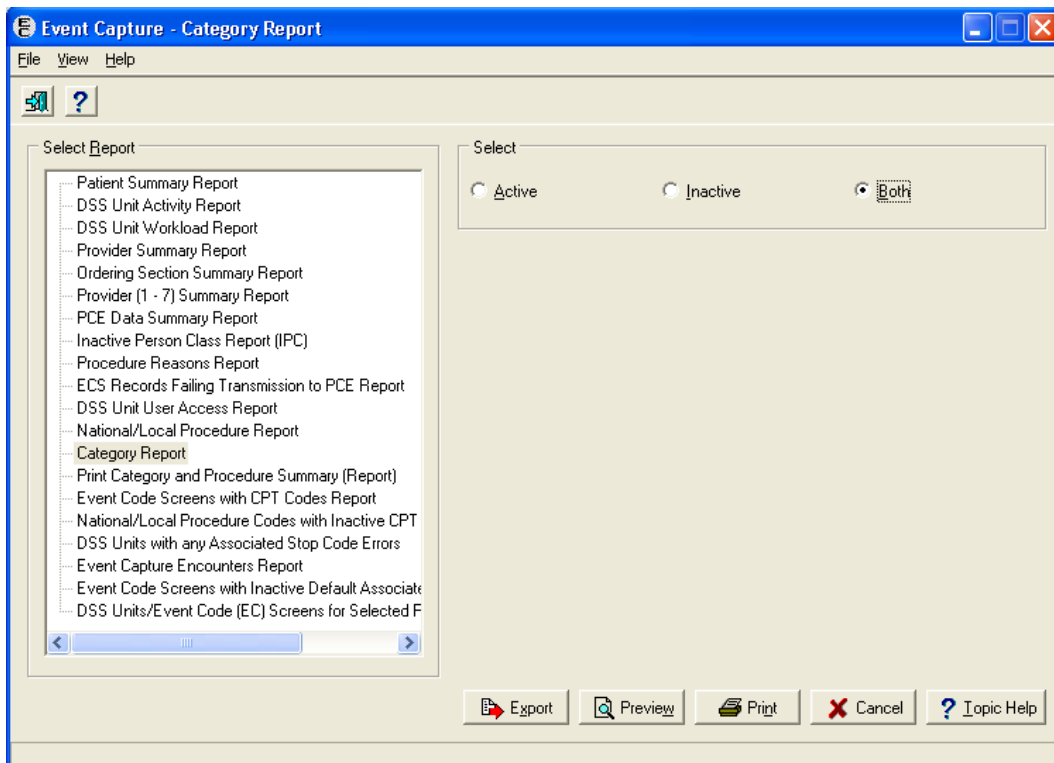 Event Capture - Category Report
File View Help
Select Report
Patient Summary Report
DSS Unit Activity Report
DSS Unit Workload Report
Provider Summary Report
Ordering Section Summary Report
Provider (1 - 7) Summary Report
PCE Data Summary Report
Inactive Person Class Report (IPC)
Procedure Reasons Report
ECS Records Failing Transmission to PCE Report
DSS Unit User Access Report
National/Local Procedure Report
Category Report
Print Category and Procedure Summary (Report)
Event Code Screens with CPT Codes Report
National/Local Procedure Codes with Inactive CPT
DSS Units with any Associated Stop Code Errors
Event Capture Encounters Report
Event Code Screens with Inactive Default Associate
DSS Units/Event Code (EC) Screens for Selected F
Select
Active Inactive Both
Export Preview Print Cancel ? Topic Help